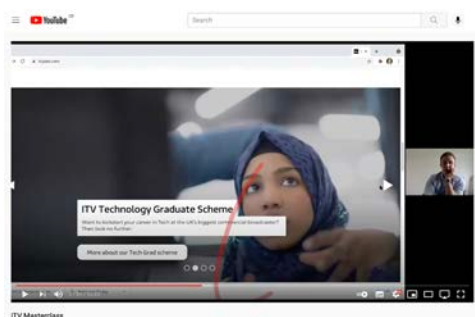 YouTube
Search
ITV Technology Graduate Scheme
Want to kickstart your career in Tech at the UK's biggest commercial broadcaster?
Then look no further.
More about our Tech Grad scheme
ITV Masterclass